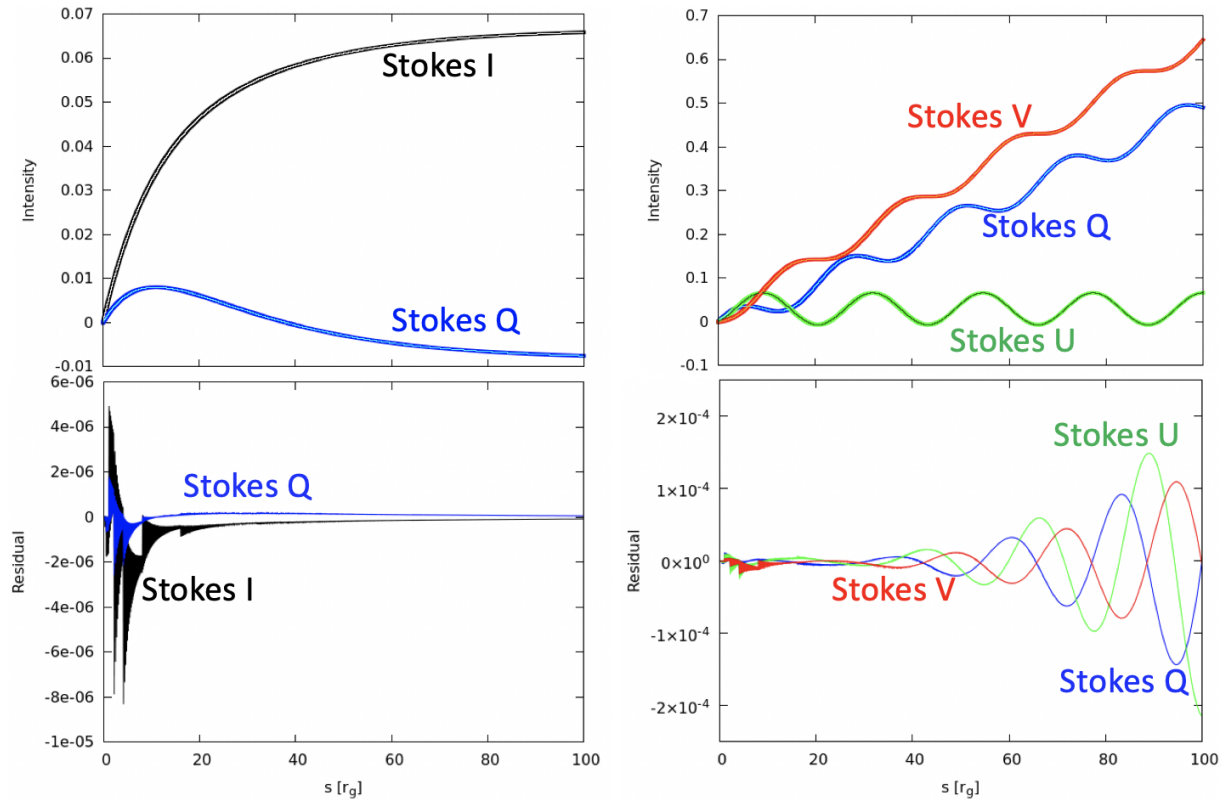 0.07
0.06
0.05
0.04
0.03
0.02
0.01
0
-0.01
Intensity
Stokes I
Stokes Q
0 20 40 60 80 100
0.7
0.6
0.5
0.4
0.3
0.2
0.1
0
-0.1
Intensity
Stokes V
Stokes Q
Stokes U
0 20 40 60 80 100
6e-06
4e-06
2e-06
0
-2e-06
-4e-06
-6e-06
-8e-06
-1e-05
Residual
Stokes Q
Stokes I
0 20 40 60 80 100
s [r_g]
2×10⁻⁴
1×10⁻⁴
0×10⁰
-1×10⁻⁴
-2×10⁻⁴
Residual
Stokes U
Stokes V
Stokes Q
0 20 40 60 80 100
s [r_g]